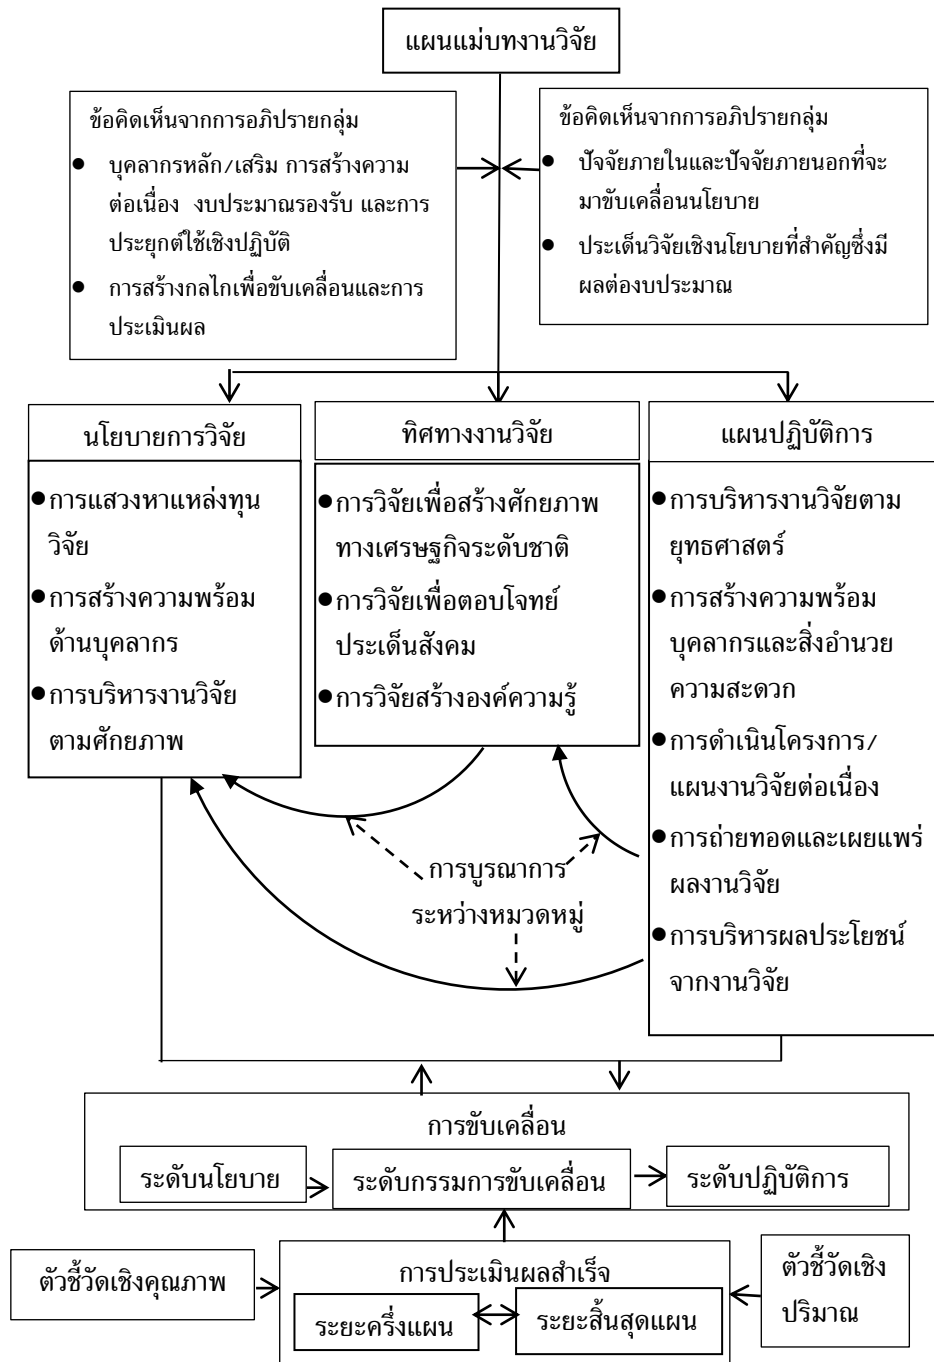 แผนแม่บทงานวิจัย
ข้อคิดเห็นจากการอภิปรายกลุ่ม
● บุคลากรหลัก/เสริม การสร้างความ
ต่อเนื่อง งบประมาณรองรับ และการ
ประยุกต์ใช้เชิงปฏิบัติ
● การสร้างกลไกเพื่อขับเคลื่อนและการ
ประเมินผล
ข้อคิดเห็นจากการอภิปรายกลุ่ม
● ปัจจัยภายในและปัจจัยภายนอกที่จะ
มาขับเคลื่อนนโยบาย
● ประเด็นวิจัยเชิงนโยบายที่สำคัญซึ่งมี
ผลต่องบประมาณ
นโยบายการวิจัย
● การแสวงหาแหล่งทุน
วิจัย
● การสร้างความพร้อม
ด้านบุคลากร
● การบริหารงานวิจัย
ตามศักยภาพ
ทิศทางงานวิจัย
● การวิจัยเพื่อสร้างศักยภาพ
ทางเศรษฐกิจระดับชาติ
● การวิจัยเพื่อตอบโจทย์
ประเด็นสังคม
● การวิจัยสร้างองค์ความรู้
แผนปฏิบัติการ
● การบริหารงานวิจัยตาม
ยุทธศาสตร์
● การสร้างความพร้อม
บุคลากรและสิ่งอำนวย
ความสะดวก
● การดำเนินโครงการ/
แผนงานวิจัยต่อเนื่อง
● การถ่ายทอดและเผยแพร่
ผลงานวิจัย
● การบริหารผลประโยชน์
จากงานวิจัย
การบูรณาการ
ระหว่างหมวดหมู่
การขับเคลื่อน
ระดับนโยบาย
ระดับกรรมการขับเคลื่อน
ระดับปฏิบัติการ
ตัวชี้วัดเชิงคุณภาพ
การประเมินผลสำเร็จ
ระยะครึ่งแผน
ระยะสิ้นสุดแผน
ตัวชี้วัดเชิง
ปริมาณ